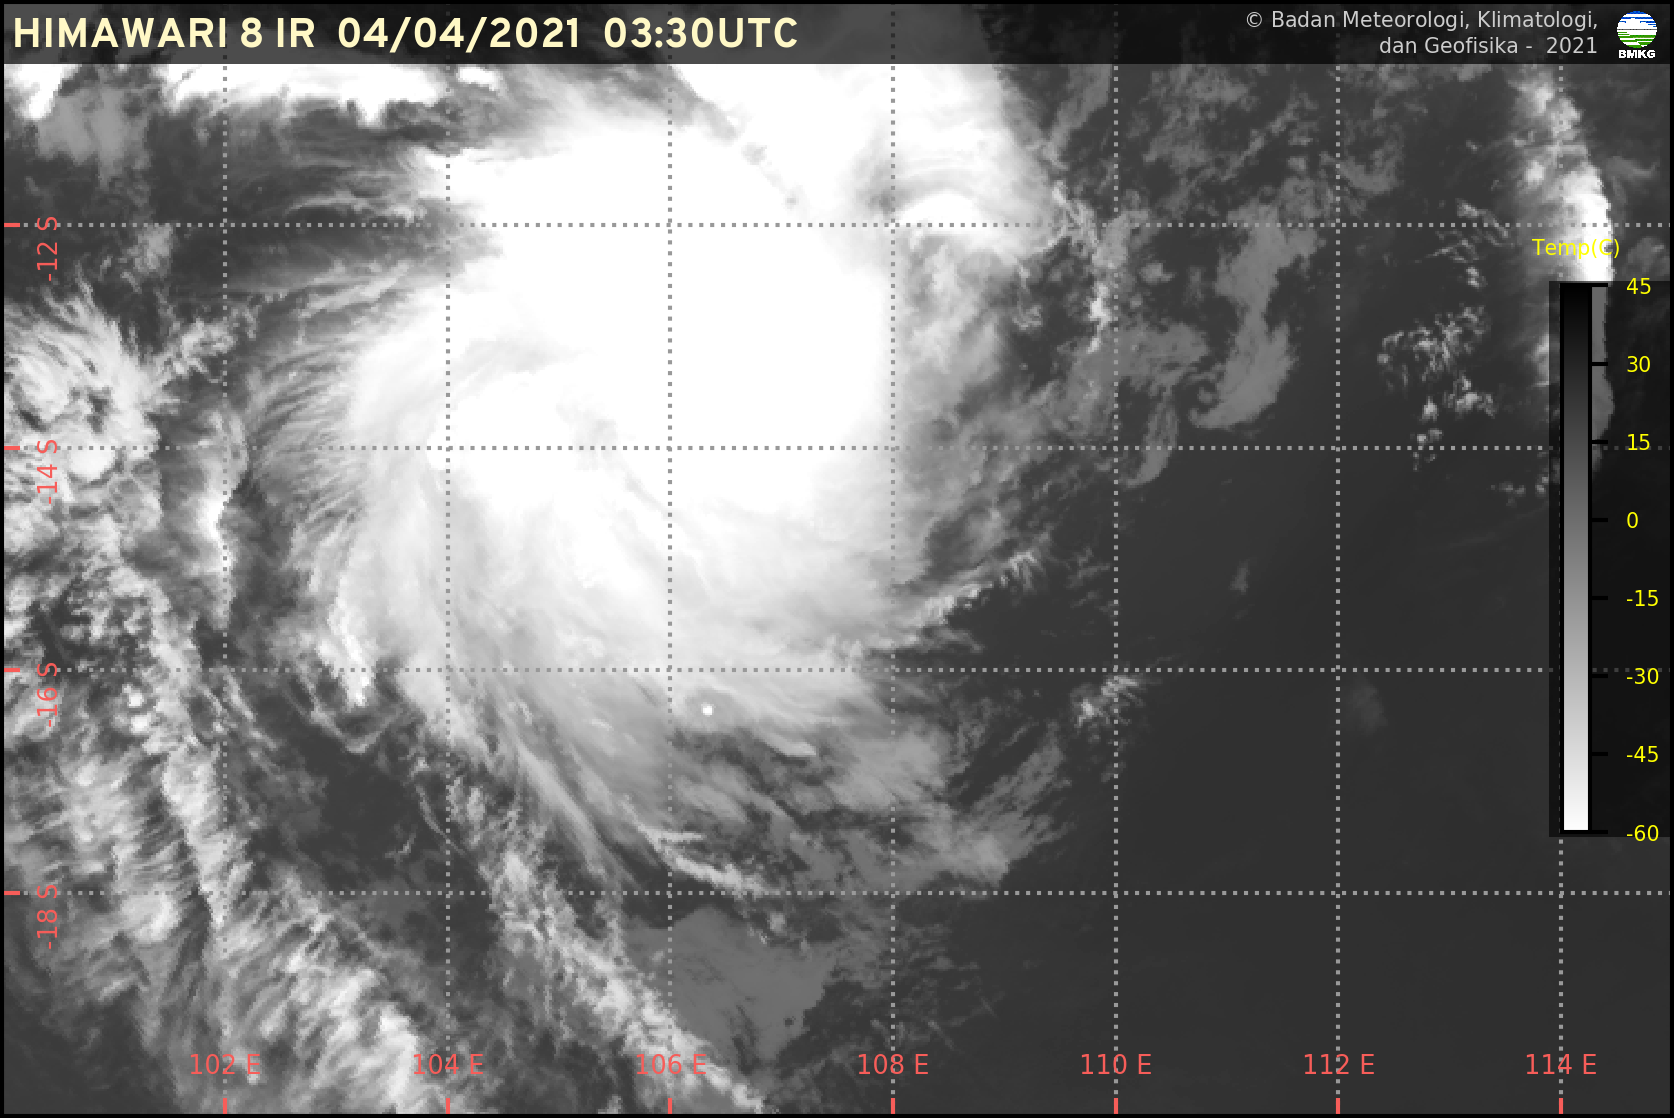 HIMAWARI 8 IR 04/04/2021 03:30UTC
© Badan Meteorologi, Klimatologi,
dan Geofisika - 2021
BMKG
-12 S
Temp(C)
45
30
-14 S
15
0
-15
-16 S
-30
-45
-60
-18 S
102 E 104 E 106 E 108 E 110 E 112 E 114 E